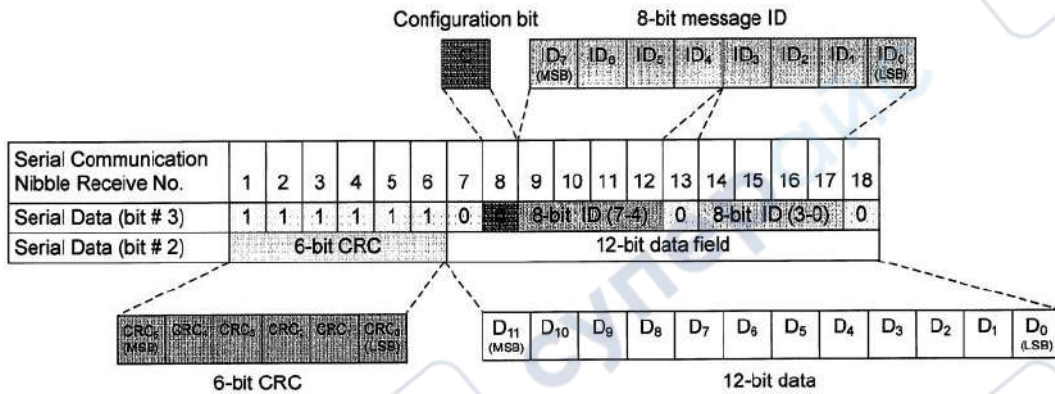 Configuration bit 8-bit message ID
C ID₇ (MSB) ID₆ ID₅ ID₄ ID₃ ID₂ ID₁ ID₀ (LSB)
Serial Communication
Nibble Receive No. 1 2 3 4 5 6 7 8 9 10 11 12 13 14 15 16 17 18
Serial Data (bit # 3) 1 1 1 1 1 1 0 0 8-bit ID (7-4) 0 8-bit ID (3-0) 0
Serial Data (bit # 2) 6-bit CRC 12-bit data field
CRC₅ (MSB) CRC₄ CRC₃ CRC₂ CRC₁ CRC₀ (LSB) D₁₁ (MSB) D₁₀ D₉ D₈ D₇ D₆ D₅ D₄ D₃ D₂ D₁ D₀ (LSB)
6-bit CRC 12-bit data